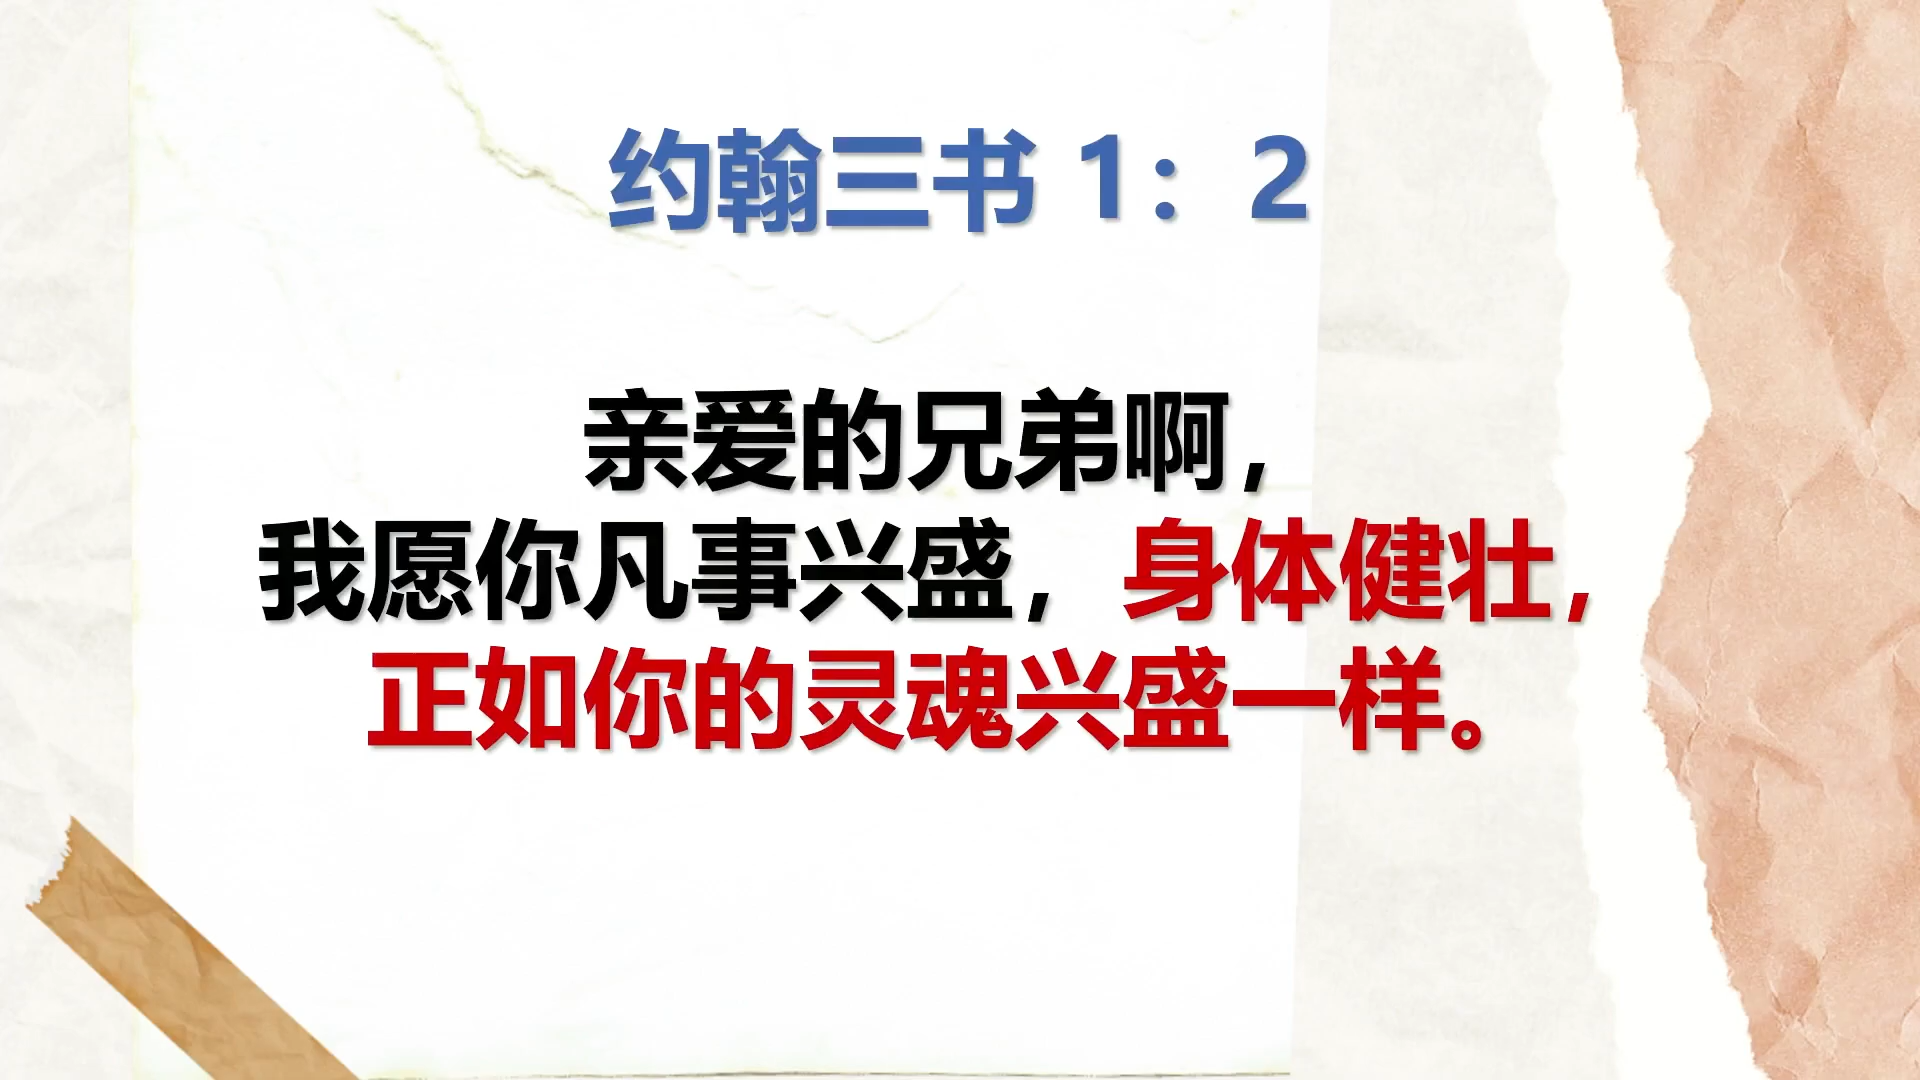 约翰三书 1：2
亲爱的兄弟啊，
我愿你凡事兴盛，身体健壮，
正如你的灵魂兴盛一样。